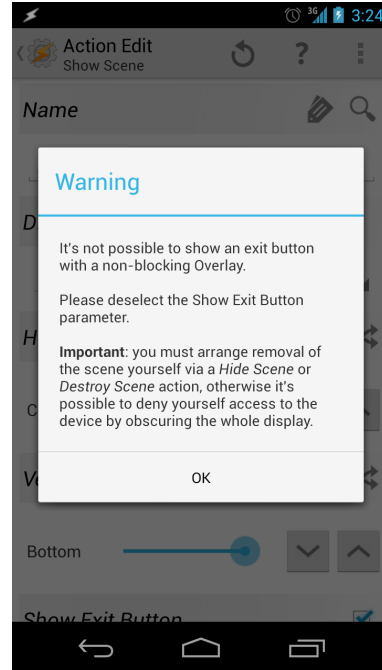 3G 3:24
Action Edit
Show Scene
?
Name
Warning
D
It's not possible to show an exit button
with a non-blocking Overlay.
Please deselect the Show Exit Button
parameter.
H
Important: you must arrange removal of
the scene yourself via a Hide Scene or
Destroy Scene action, otherwise it's
C
possible to deny yourself access to the
device by obscuring the whole display.
Ve
OK
Bottom
Show Exit Button